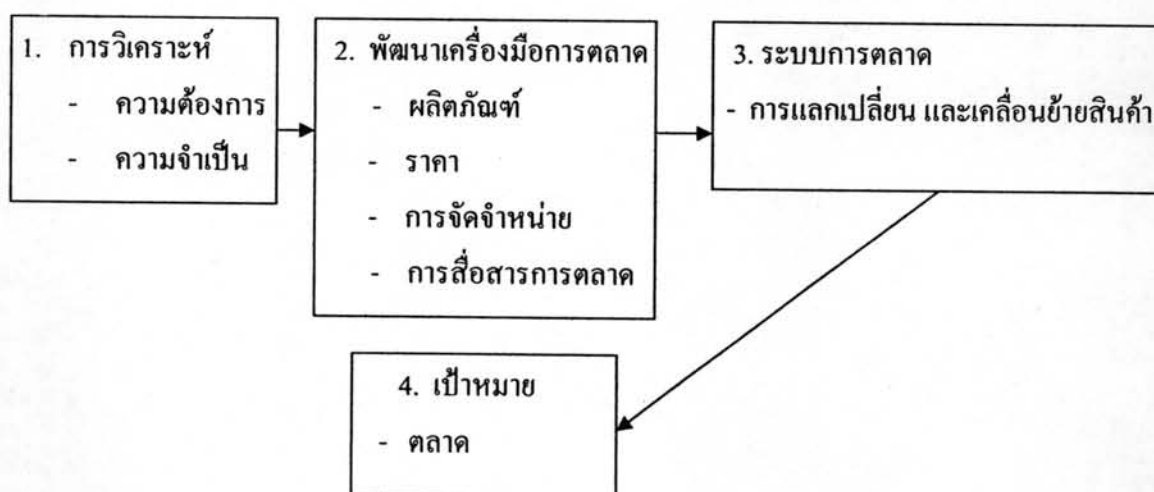 1. การวิเคราะห์
- ความต้องการ
- ความจำเป็น
2. พัฒนาเครื่องมือการตลาด
- ผลิตภัณฑ์
- ราคา
- การจัดจำหน่าย
- การสื่อสารการตลาด
3. ระบบการตลาด
- การแลกเปลี่ยน และเคลื่อนย้ายสินค้า
4. เป้าหมาย
- ตลาด